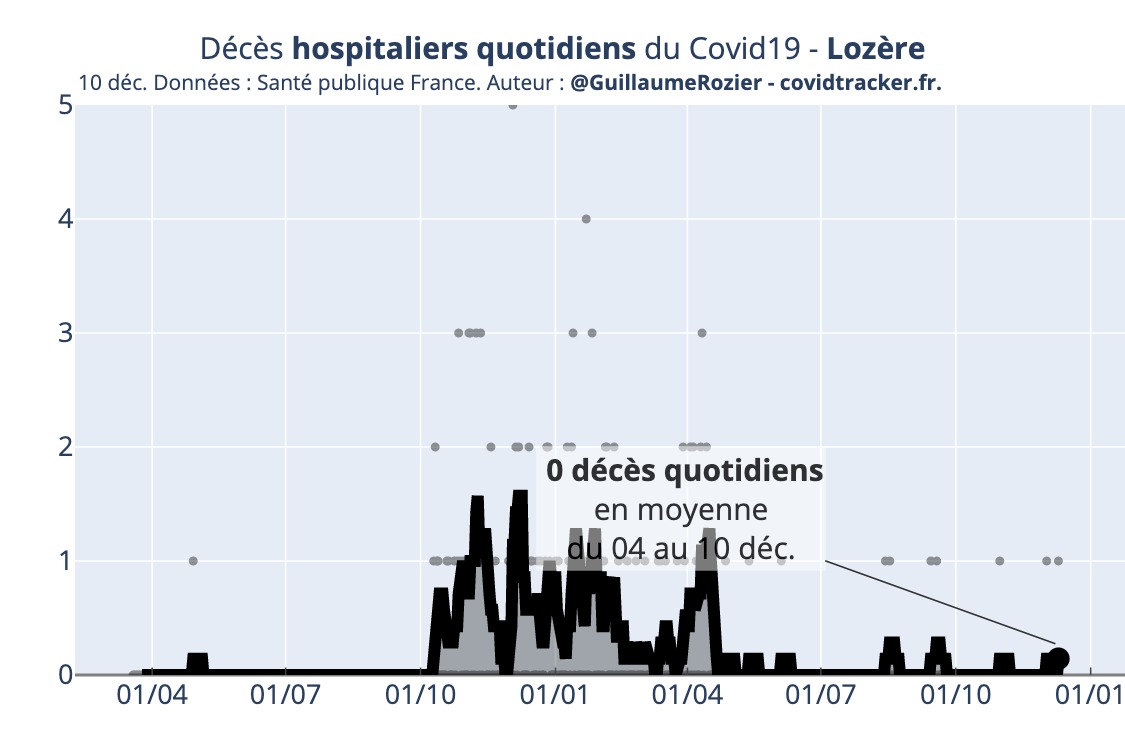 Décès hospitaliers quotidiens du Covid19 - Lozère
10 déc. Données : Santé publique France. Auteur : @GuillaumeRozier - covidtracker.fr.
5
4
3
2
1
0
0 décès quotidiens
en moyenne
du 04 au 10 déc.
01/04 01/07 01/10 01/01 01/04 01/07 01/10 01/01